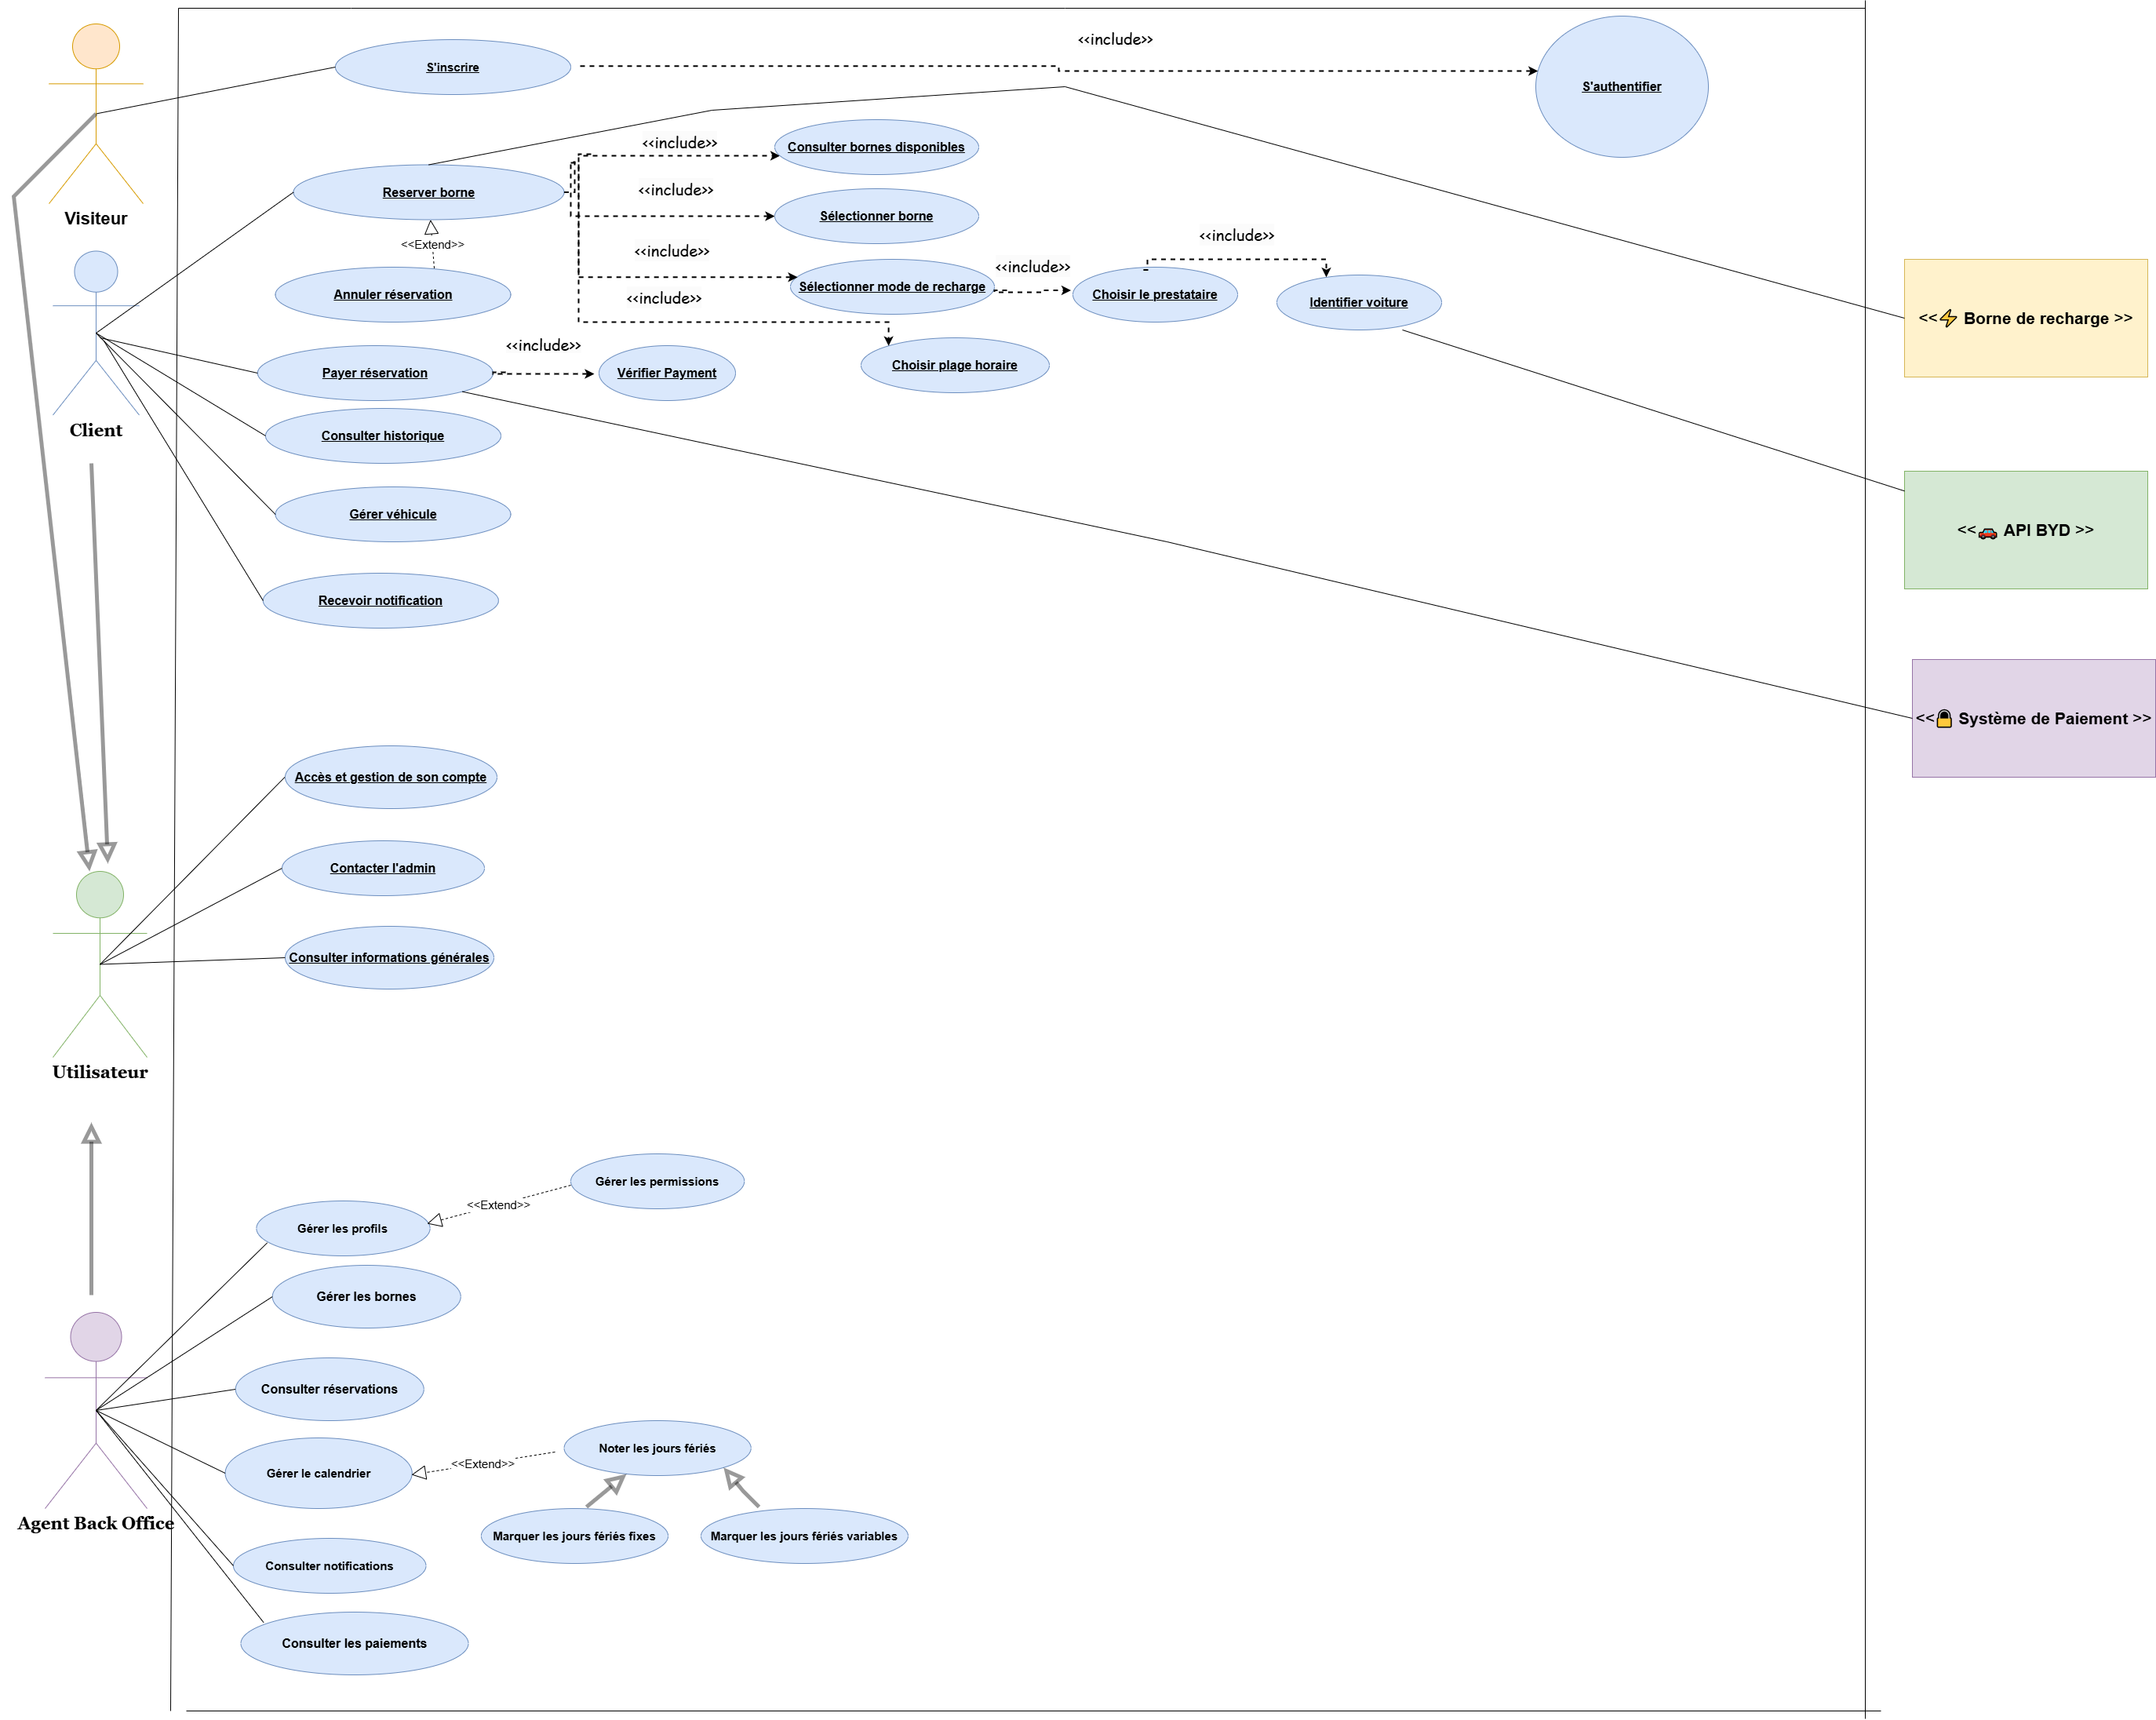 <<include>>
S'inscrire
S'authentifier
<<include>>
Consulter bornes disponibles
<<include>>
Reserver borne
Visiteur
Sélectionner borne
<<include>>
<<Extend>>
<<include>>
<<include>>
Annuler réservation
Sélectionner mode de recharge
Choisir le prestataire
Identifier voiture
<<include>>
<<⚡ Borne de recharge >>
<<include>>
Payer réservation
Vérifier Payment
Choisir plage horaire
Client
Consulter historique
Gérer véhicule
<<🚗 API BYD >>
Recevoir notification
<<🔒 Système de Paiement >>
Accès et gestion de son compte
Contacter l'admin
Consulter informations générales
Utilisateur
Gérer les permissions
<<Extend>>
Gérer les profils
Gérer les bornes
Consulter réservations
Noter les jours fériés
<<Extend>>
Gérer le calendrier
Agent Back Office
Marquer les jours fériés fixes
Marquer les jours fériés variables
Consulter notifications
Consulter les paiements